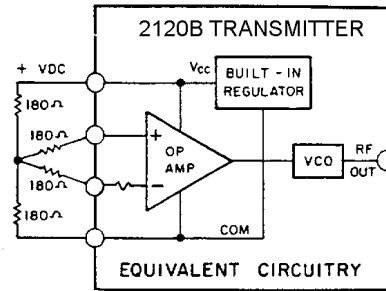 2120B TRANSMITTER
+ VDC
Vcc
BUILT-IN
REGULATOR
180Ω
180Ω
+
OP
AMP
VCO
RF
OUT
180Ω
−
180Ω
COM
EQUIVALENT CIRCUITRY